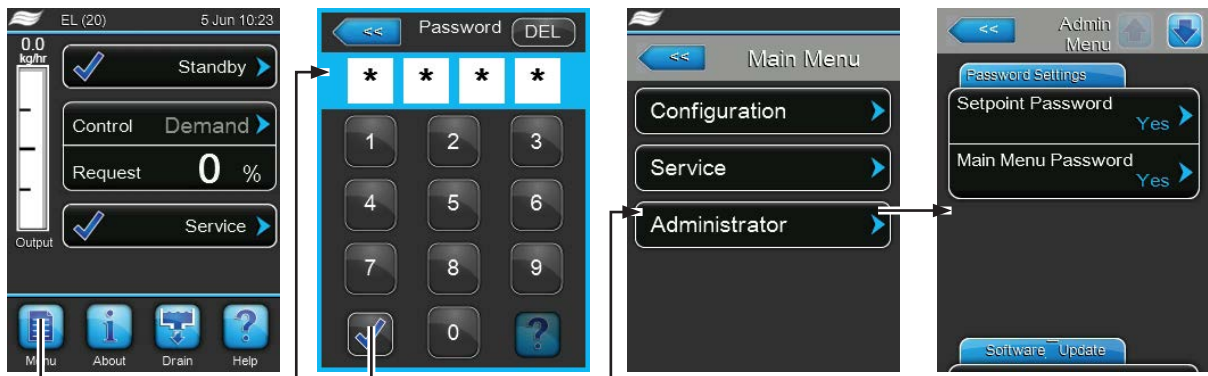 EL (20) 5 Jun 10:23
0.0
kg/hr
Standby
Control Demand
Request 0 %
Service
Output
Menu About Drain Help
<< Password DEL
* * * *
1 2 3
4 5 6
7 8 9
0 ?
<< Main Menu
Configuration
Service
Administrator
<< Admin
Menu
Password Settings
Setpoint Password
Yes
Main Menu Password
Yes
Software Update